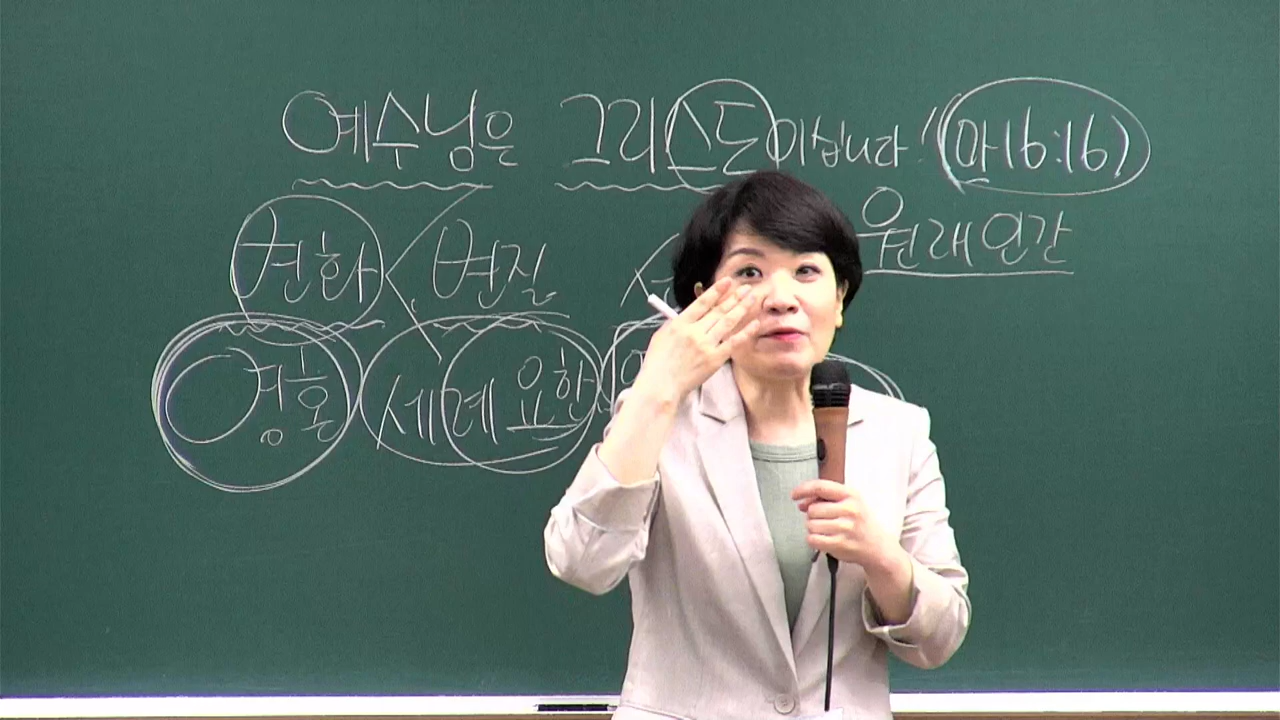 예수님은 그리스도이십니다! (마16:16)
변화 변질 원래인간
영혼 세례요한